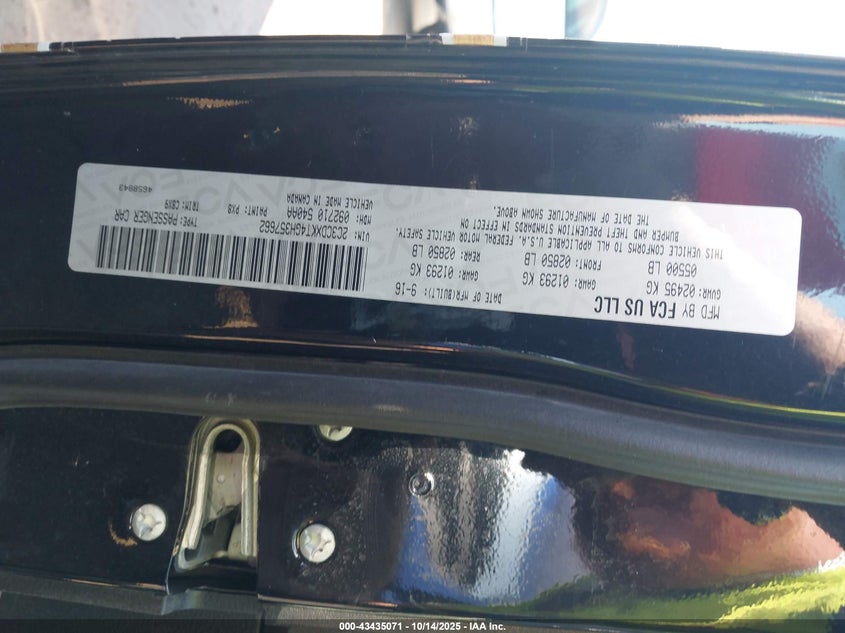 MFD BY FCA US LLC
GVWR: 02495 KG
05500 LB
DATE OF MFR(BUILT): 9-16
GAWR: 01293 KG
FRONT: 02850 LB
GAWR: 01293 KG
REAR: 02850 LB
THIS VEHICLE CONFORMS TO ALL APPLICABLE U.S.A. FEDERAL MOTOR VEHICLE SAFETY,
BUMPER AND THEFT PREVENTION STANDARDS IN EFFECT ON
THE DATE OF MANUFACTURE SHOWN ABOVE.
VIN: 2C3CDXKT4GH357662
TYPE: PASSENGER CAR
MDH: 092710 540AA
PAINT: PX8
TRIM: C8X9
VEHICLE MADE IN CANADA
4658843
000-43435071 - 10/14/2025 - IAA Inc.